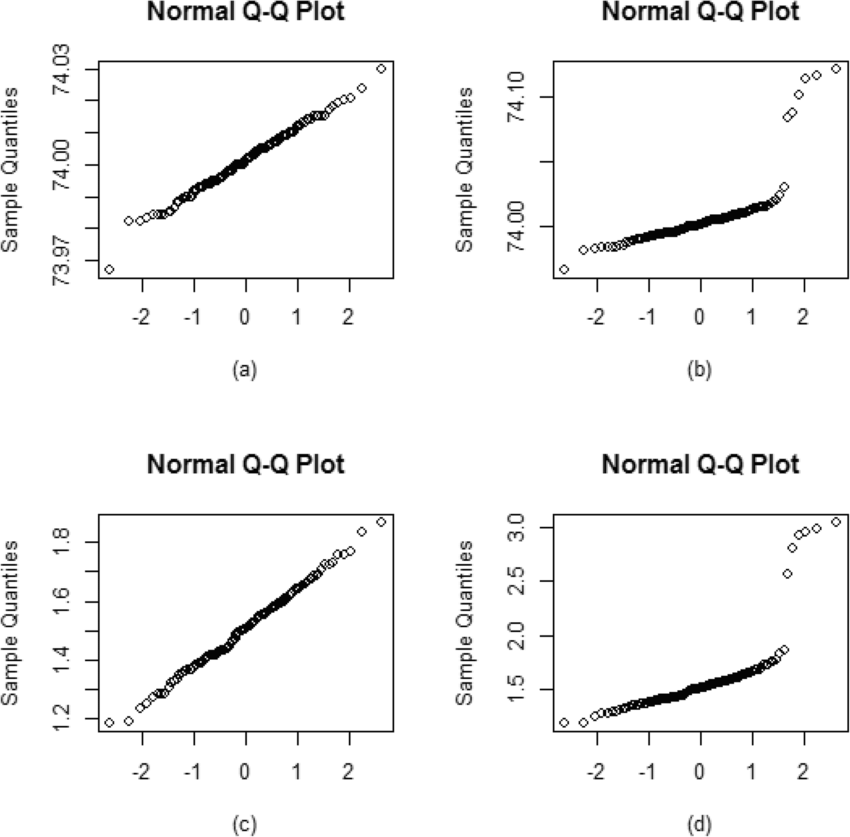 Normal Q-Q Plot
Sample Quantiles
74.03
74.00
73.97
-2 -1 0 1 2
(a)
Normal Q-Q Plot
Sample Quantiles
74.10
74.00
-2 -1 0 1 2
(b)
Normal Q-Q Plot
Sample Quantiles
1.8
1.6
1.4
1.2
-2 -1 0 1 2
(c)
Normal Q-Q Plot
Sample Quantiles
3.0
2.5
2.0
1.5
-2 -1 0 1 2
(d)